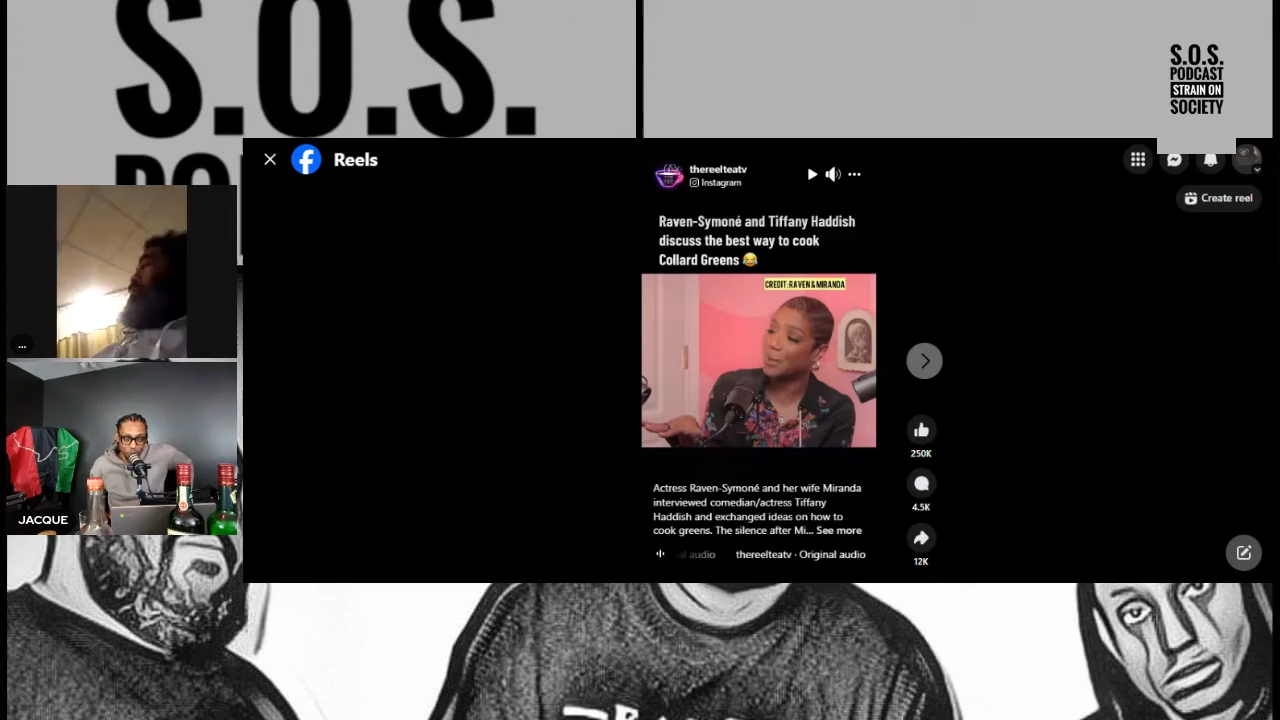 S.O.S.
S.O.S.
PODCAST
STRAIN ON
SOCIETY
Reels
thereelteatv
Instagram
Create reel
Raven-Symoné and Tiffany Haddish
discuss the best way to cook
Collard Greens 😂
CREDIT: RAVEN & MIRANDA
...
250K
4.5K
12K
JACQUE
Actress Raven-Symoné and her wife Miranda
interviewed comedian/actress Tiffany
Haddish and exchanged ideas on how to
cook greens. The silence after Mi... See more
al audio thereelteatv · Original audio